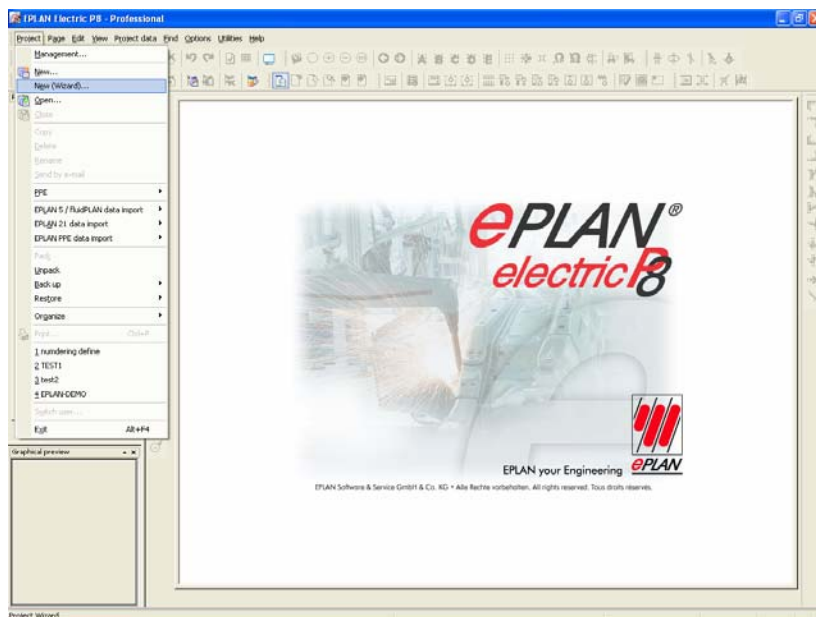 EPLAN Electric P8 - Professional
Project Page Edit View Project data Find Options Utilities Help
Management...
New...
New (Wizard)...
Open...
Close
Copy
Delete
Rename
Send by e-mail
PPE
EPLAN 5 / fluidPLAN data import
EPLAN 21 data import
EPLAN PPE data import
Pack
Unpack
Back up
Restore
Organize
Print... Ctrl+P
1 numdering define
2 TEST1
3 test2
4 EPLAN-DEMO
Switch user...
Exit Alt+F4
Graphical preview
ePLAN®
electric P8
EPLAN your Engineering ePLAN
EPLAN Software & Service GmbH & Co. KG • Alle Rechte vorbehalten. All rights reserved. Tous droits réservés.
Project Wizard